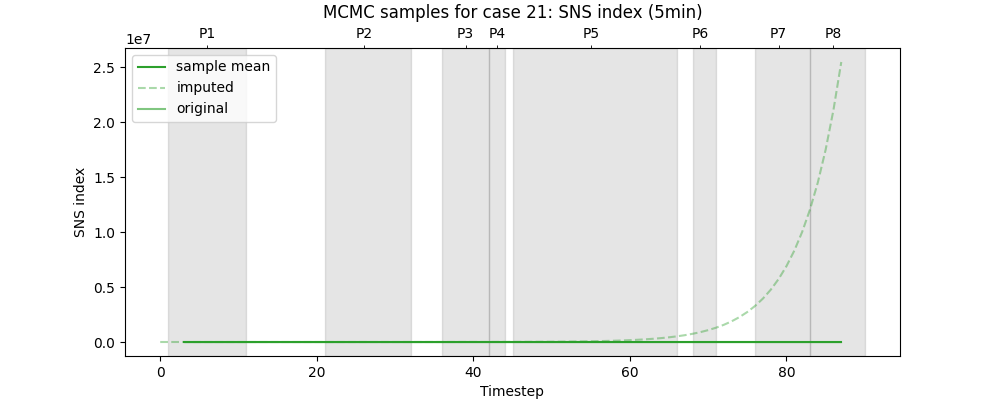 MCMC samples for case 21: SNS index (5min)
1e7
P1 P2 P3 P4 P5 P6 P7 P8
sample mean
imputed
original
2.5
2.0
1.5
1.0
0.5
0.0
SNS index
0 20 40 60 80
Timestep